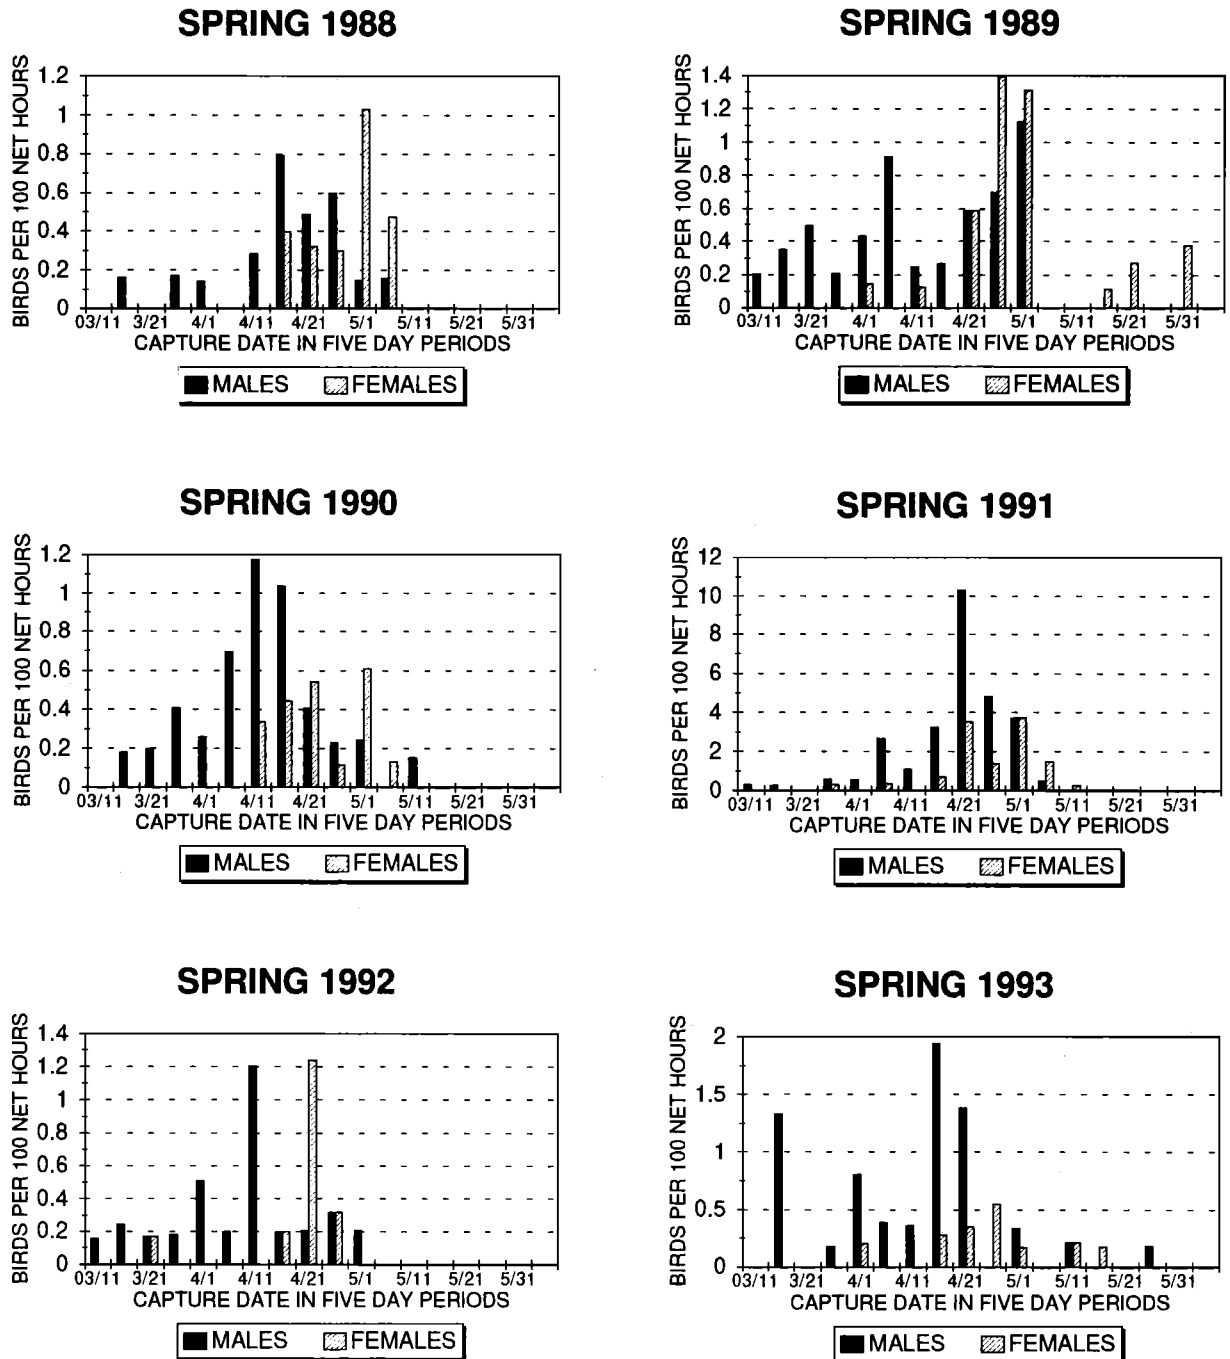 SPRING 1988
BIRDS PER 100 NET HOURS
1.2
1
0.8
0.6
0.4
0.2
0
03/11 3/21 4/1 4/11 4/21 5/1 5/11 5/21 5/31
CAPTURE DATE IN FIVE DAY PERIODS
MALES FEMALES
SPRING 1989
BIRDS PER 100 NET HOURS
1.4
1.2
1
0.8
0.6
0.4
0.2
0
03/11 3/21 4/1 4/11 4/21 5/1 5/11 5/21 5/31
CAPTURE DATE IN FIVE DAY PERIODS
MALES FEMALES
SPRING 1990
BIRDS PER 100 NET HOURS
1.2
1
0.8
0.6
0.4
0.2
0
03/11 3/21 4/1 4/11 4/21 5/1 5/11 5/21 5/31
CAPTURE DATE IN FIVE DAY PERIODS
MALES FEMALES
SPRING 1991
BIRDS PER 100 NET HOURS
12
10
8
6
4
2
0
03/11 3/21 4/1 4/11 4/21 5/1 5/11 5/21 5/31
CAPTURE DATE IN FIVE DAY PERIODS
MALES FEMALES
SPRING 1992
BIRDS PER 100 NET HOURS
1.4
1.2
1
0.8
0.6
0.4
0.2
0
03/11 3/21 4/1 4/11 4/21 5/1 5/11 5/21 5/31
CAPTURE DATE IN FIVE DAY PERIODS
MALES FEMALES
SPRING 1993
BIRDS PER 100 NET HOURS
2
1.5
1
0.5
0
03/11 3/21 4/1 4/11 4/21 5/1 5/11 5/21 5/31
CAPTURE DATE IN FIVE DAY PERIODS
MALES FEMALES